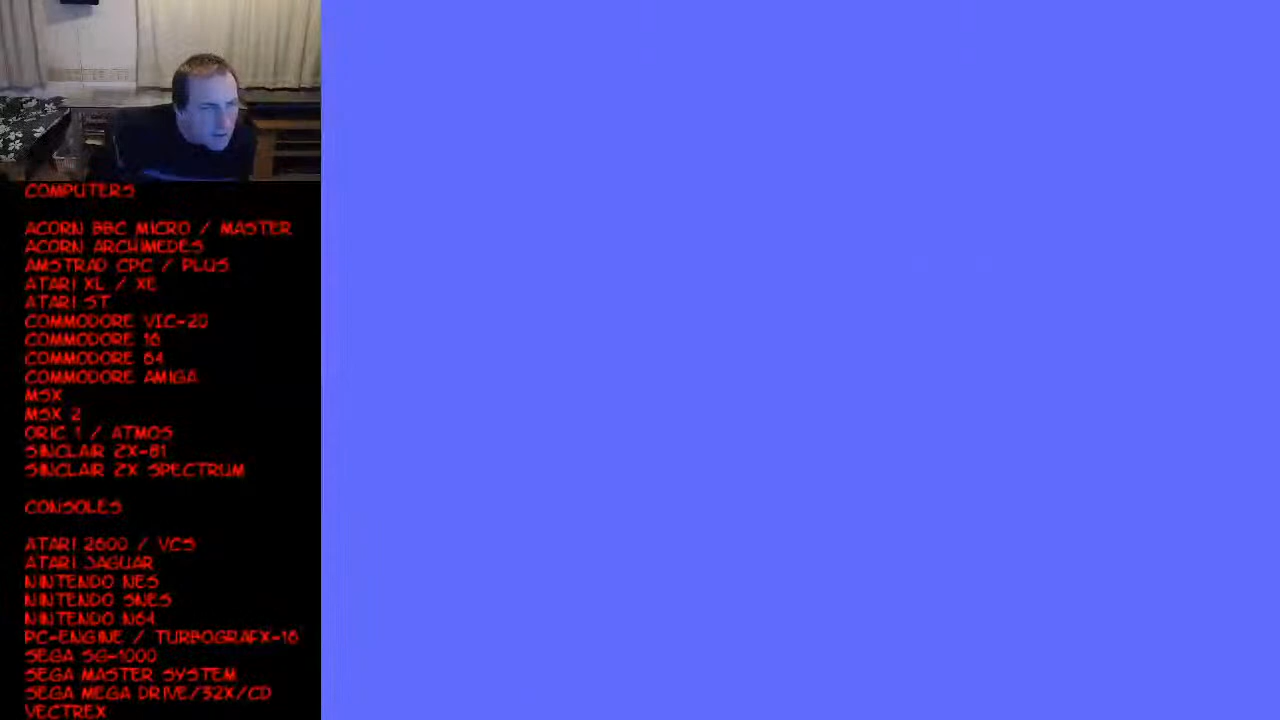 COMPUTERS
ACORN BBC MICRO / MASTER
ACORN ARCHIMEDES
AMSTRAD CPC / PLUS
ATARI XL / XE
ATARI ST
COMMODORE VIC-20
COMMODORE 16
COMMODORE 64
COMMODORE AMIGA
MSX
MSX 2
ORIC 1 / ATMOS
SINCLAIR ZX-81
SINCLAIR ZX SPECTRUM
CONSOLES
ATARI 2600 / VCS
ATARI JAGUAR
NINTENDO NES
NINTENDO SNES
NINTENDO N64
PC-ENGINE / TURBOGRAFX-16
SEGA SG-1000
SEGA MASTER SYSTEM
SEGA MEGA DRIVE/32X/CD
VECTREX